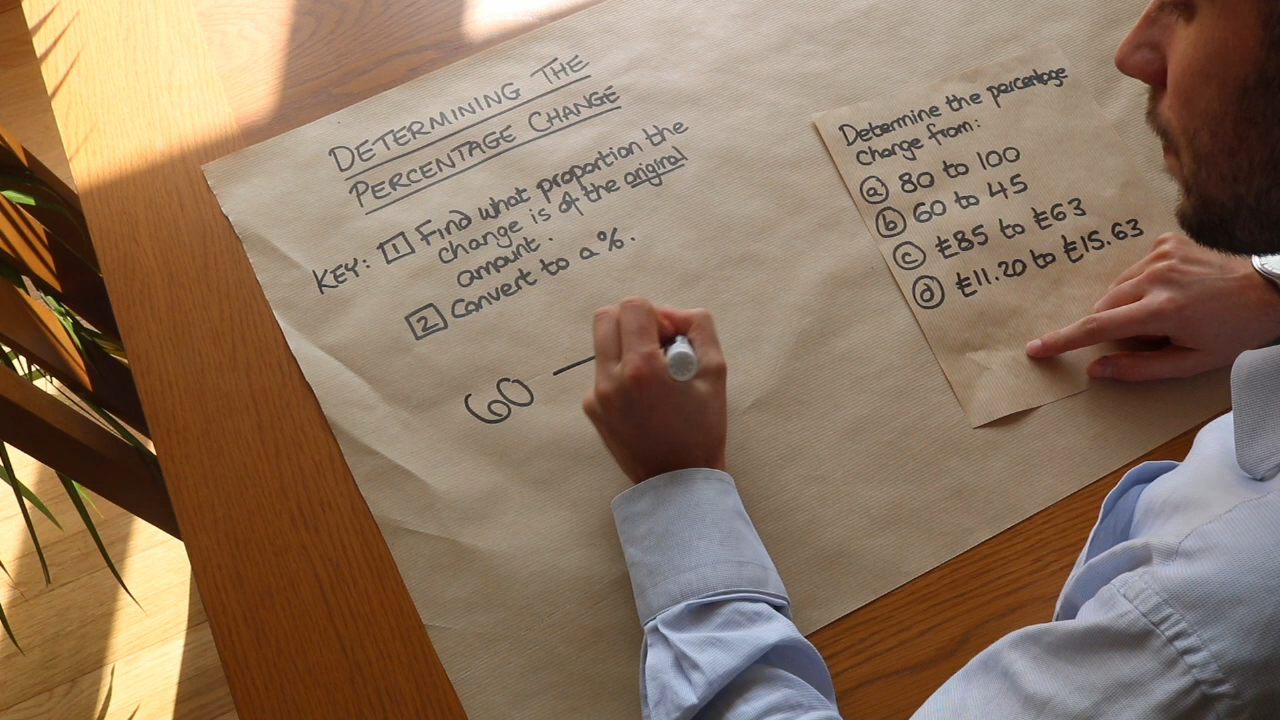 DETERMINING THE
PERCENTAGE CHANGE
KEY: 1 Find what proportion the
change is of the original
amount.
2 Convert to a %.
60 —
Determine the percentage
change from:
a 80 to 100
b 60 to 45
c £85 to £63
d £11.20 to £15.63